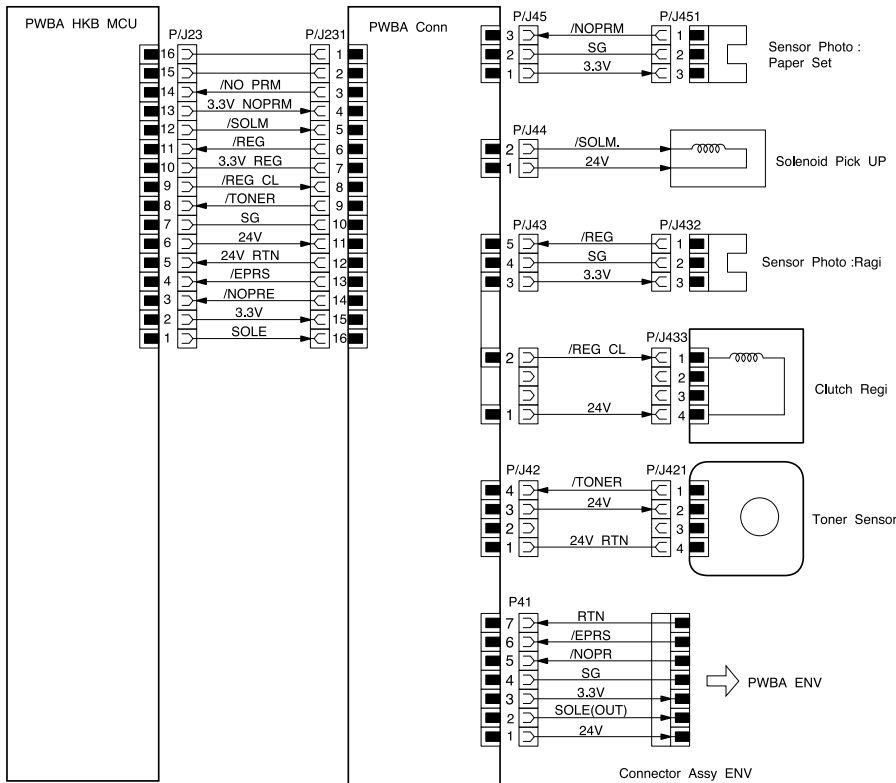 PWBA HKB MCU
P/J23
P/J231
PWBA Conn
16 1
15 2
14 /NO PRM 3
13 3.3V NOPRM 4
12 /SOLM 5
11 /REG 6
10 3.3V REG 7
9 /REG CL 8
8 /TONER 9
7 SG 10
6 24V 11
5 24V RTN 12
4 /EPRS 13
3 /NOPRE 14
2 3.3V 15
1 SOLE 16
P/J45 P/J451
3 /NOPRM 1
2 SG 2
1 3.3V 3
Sensor Photo :
Paper Set
P/J44
2 /SOLM.
1 24V
Solenoid Pick UP
P/J43 P/J432
5 /REG 1
4 SG 2
3 3.3V 3
Sensor Photo :Ragi
P/J433
2 /REG CL 1
2
3
1 24V 4
Clutch Regi
P/J42 P/J421
4 /TONER 1
3 24V 2
2 3
1 24V RTN 4
Toner Sensor
P41
7 RTN
6 /EPRS
5 /NOPR
4 SG
3 3.3V
2 SOLE(OUT)
1 24V
PWBA ENV
Connector Assy ENV